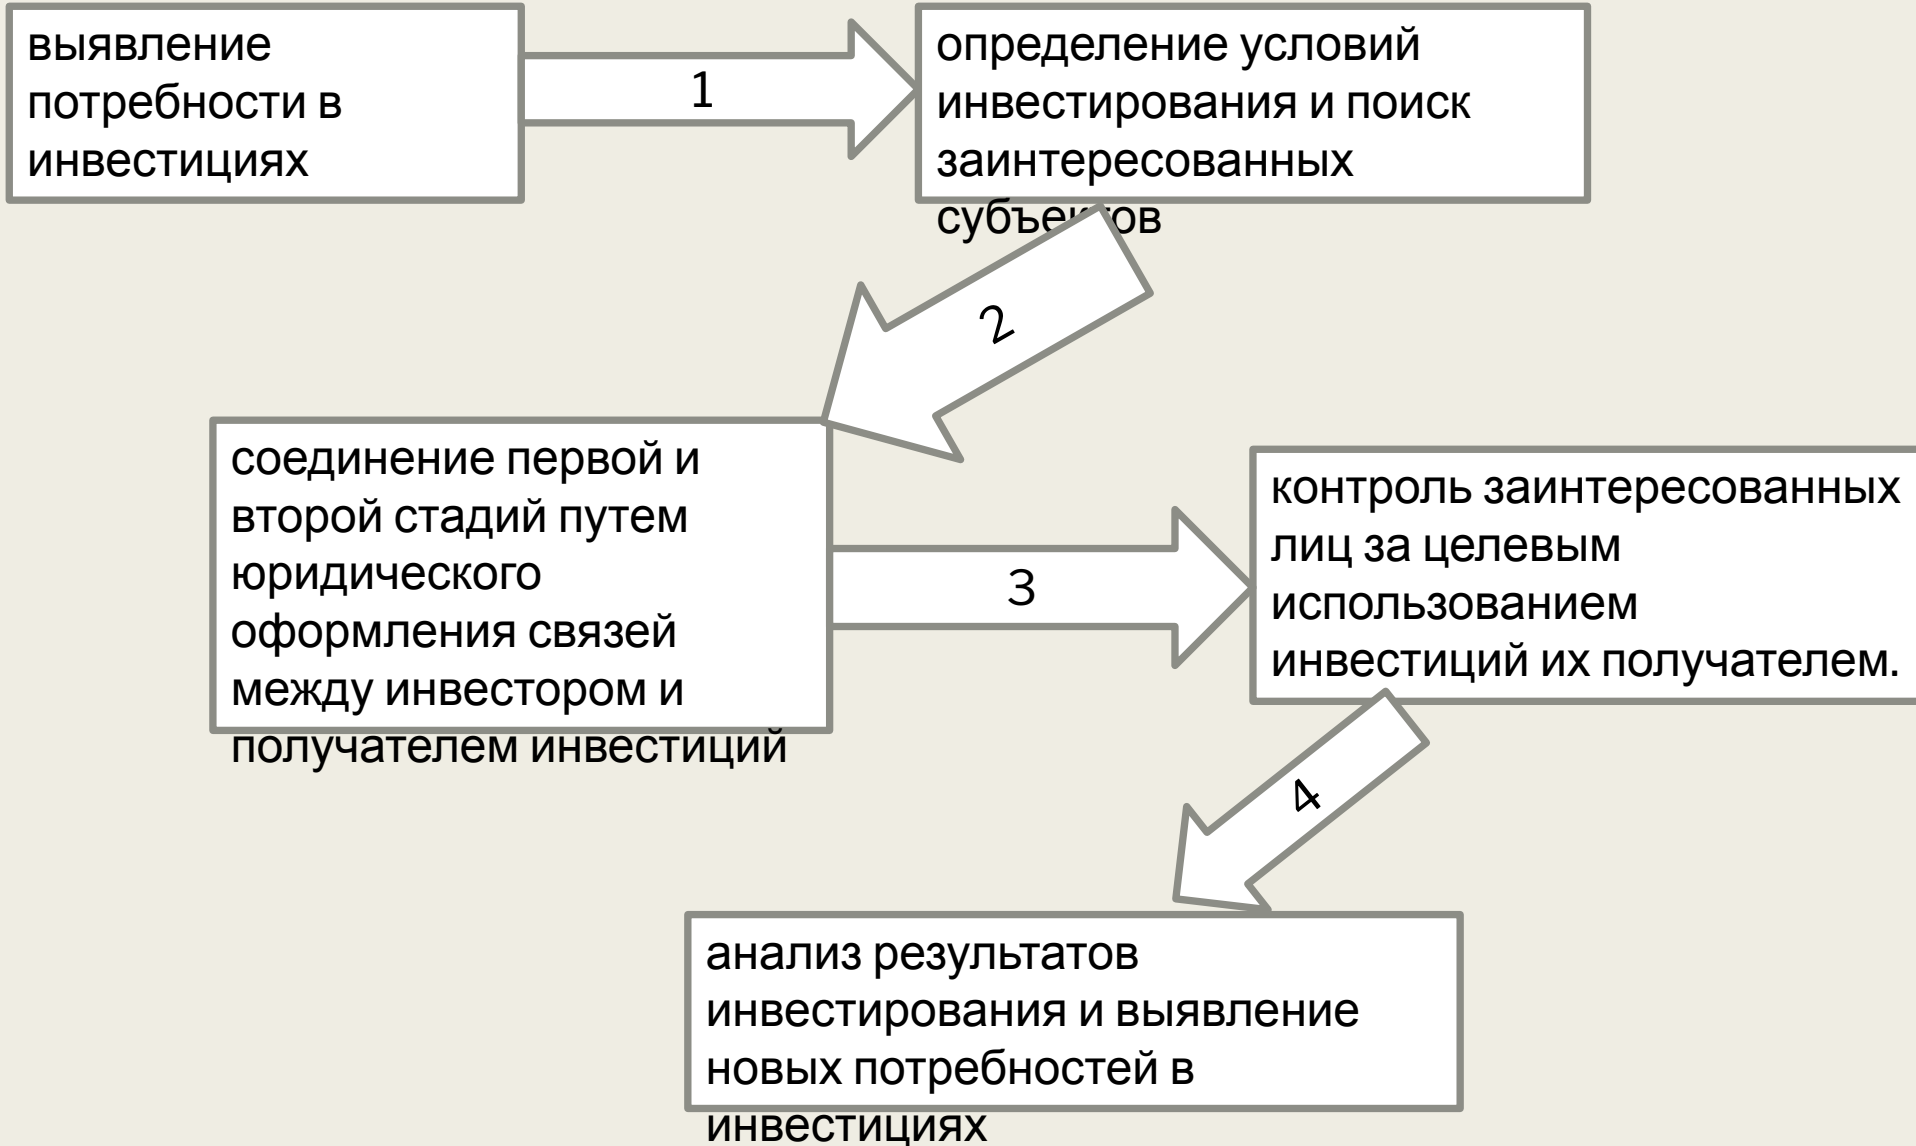 выявление
потребности в
инвестициях
1
определение условий
инвестирования и поиск
заинтересованных
субъектов
2
соединение первой и
второй стадий путем
юридического
оформления связей
между инвестором и
получателем инвестиций
3
контроль заинтересованных
лиц за целевым
использованием
инвестиций их получателем.
4
анализ результатов
инвестирования и выявление
новых потребностей в
инвестициях